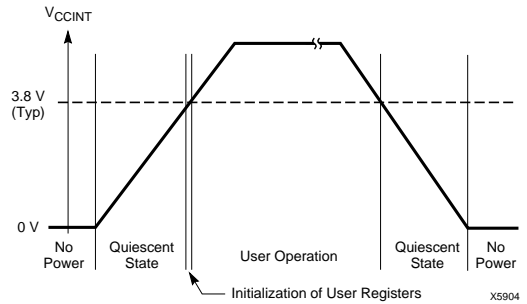 VCCINT
3.8 V
(Typ)
0 V
No
Power
Quiescent
State
User Operation
Quiescent
State
No
Power
Initialization of User Registers
X5904